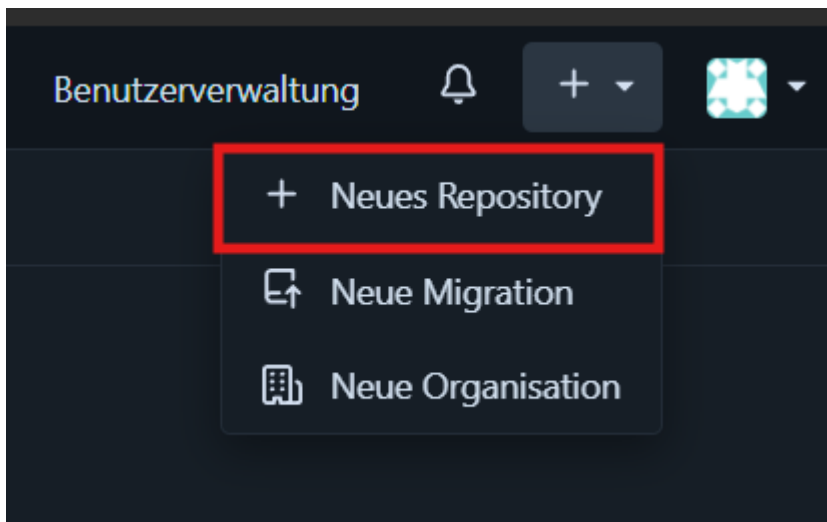 Benutzerverwaltung
Neues Repository
Neue Migration
Neue Organisation